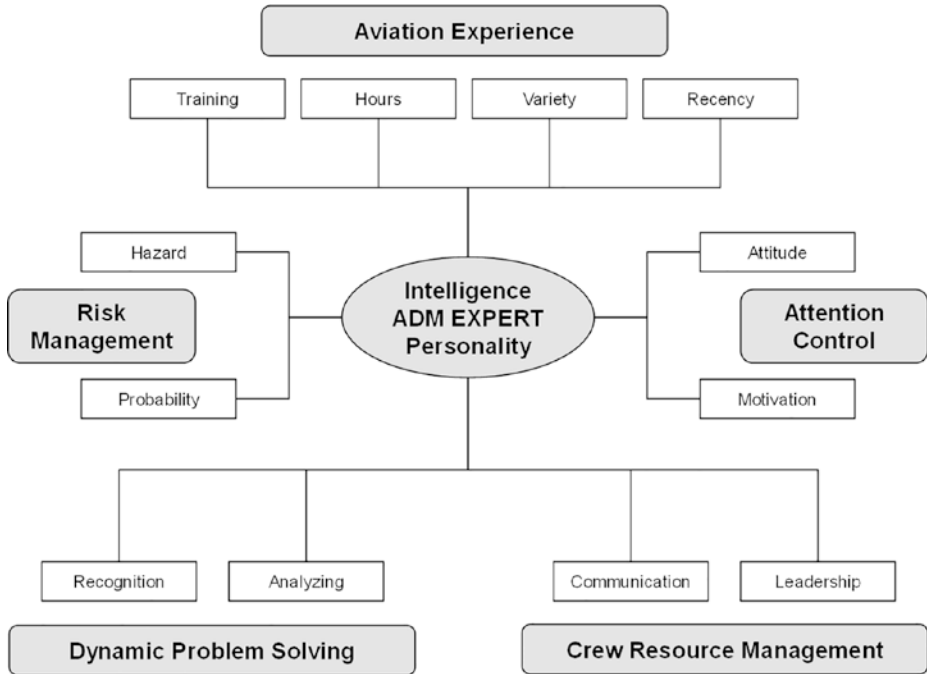 Aviation Experience
Training
Hours
Variety
Recency
Hazard
Attitude
Risk
Management
Intelligence
ADM EXPERT
Personality
Attention
Control
Probability
Motivation
Recognition
Analyzing
Communication
Leadership
Dynamic Problem Solving
Crew Resource Management